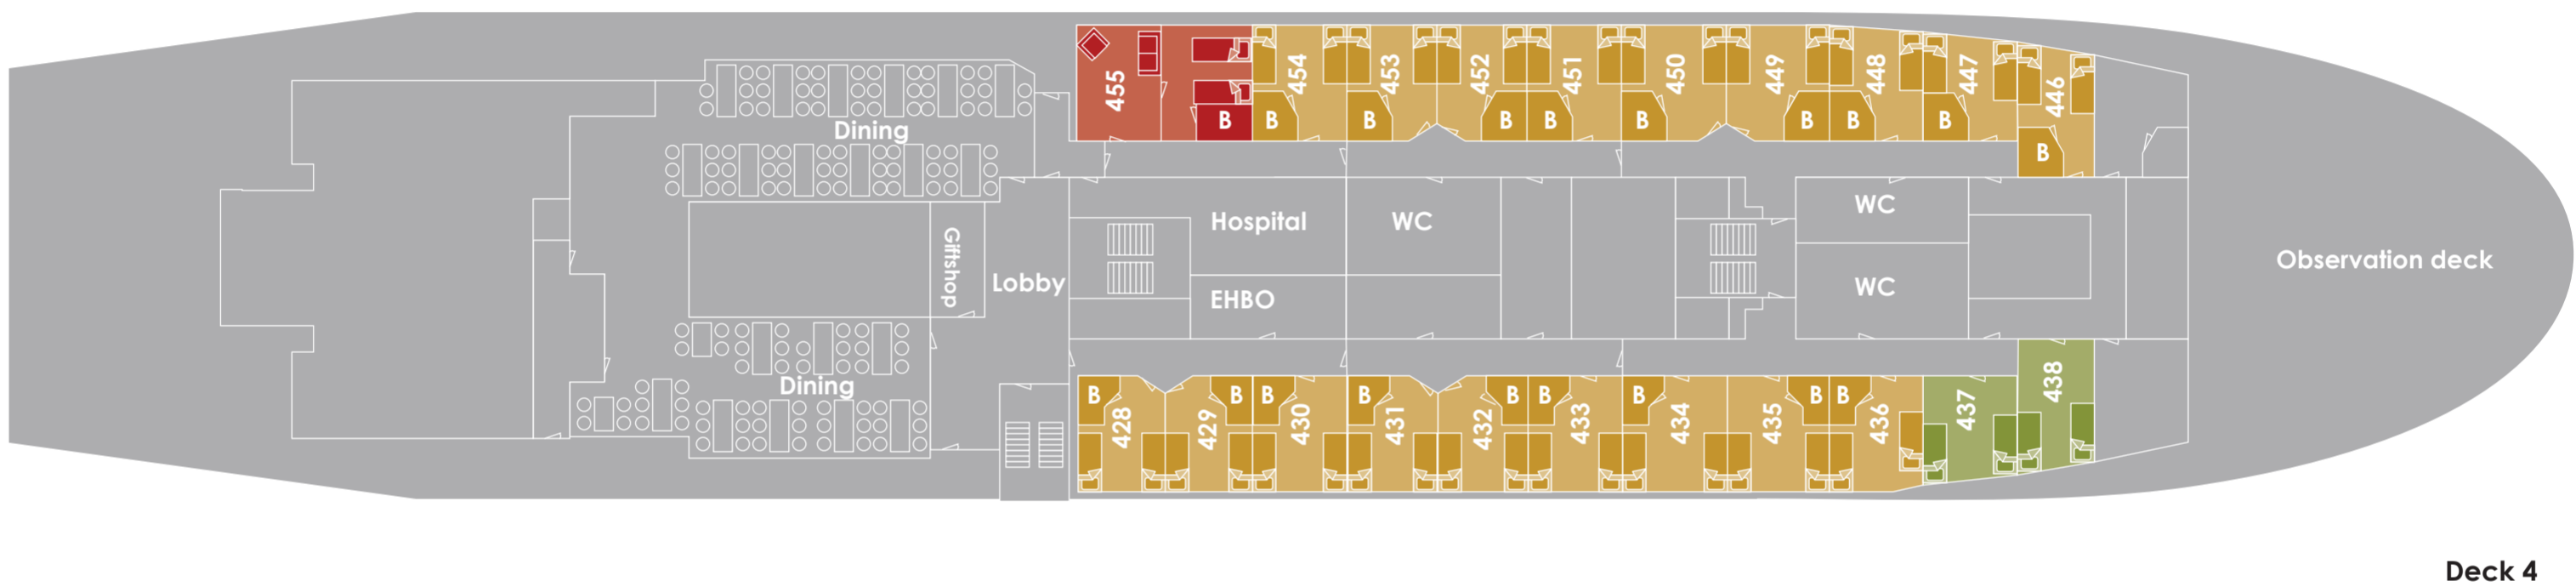 455
454
453
452
451
450
449
448
447
446
B
B
B
B
B
B
B
B
B
B
Dining
Hospital
WC
WC
Giftshop
Lobby
EHBO
WC
Observation deck
Dining
B
B
B
B
B
B
B
B
B
428
429
430
431
432
433
434
435
436
437
438
Deck 4